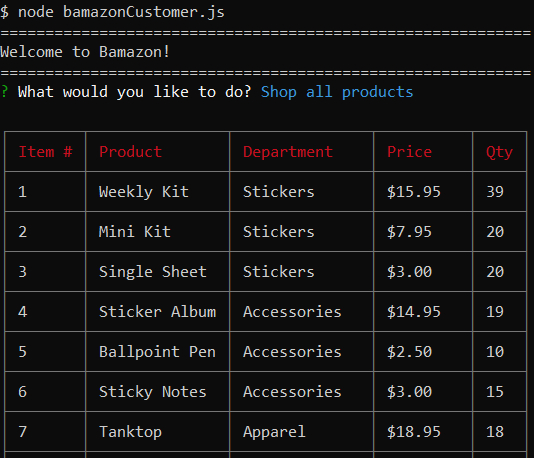 $ node bamazonCustomer.js
===========================================================
Welcome to Bamazon!
===========================================================
? What would you like to do? Shop all products
Item # Product Department Price Qty
1 Weekly Kit Stickers $15.95 39
2 Mini Kit Stickers $7.95 20
3 Single Sheet Stickers $3.00 20
4 Sticker Album Accessories $14.95 19
5 Ballpoint Pen Accessories $2.50 10
6 Sticky Notes Accessories $3.00 15
7 Tanktop Apparel $18.95 18